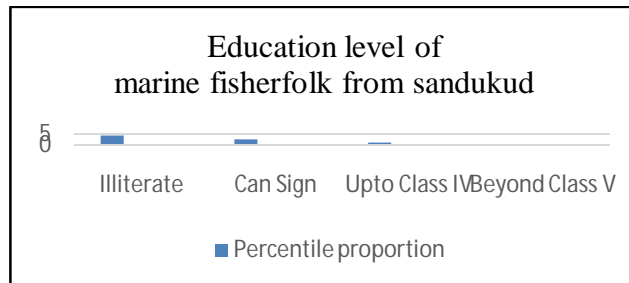 Education level of
marine fisherfolk from sandukud
5
0
Illiterate Can Sign Upto Class IV Beyond Class V
Percentile proportion